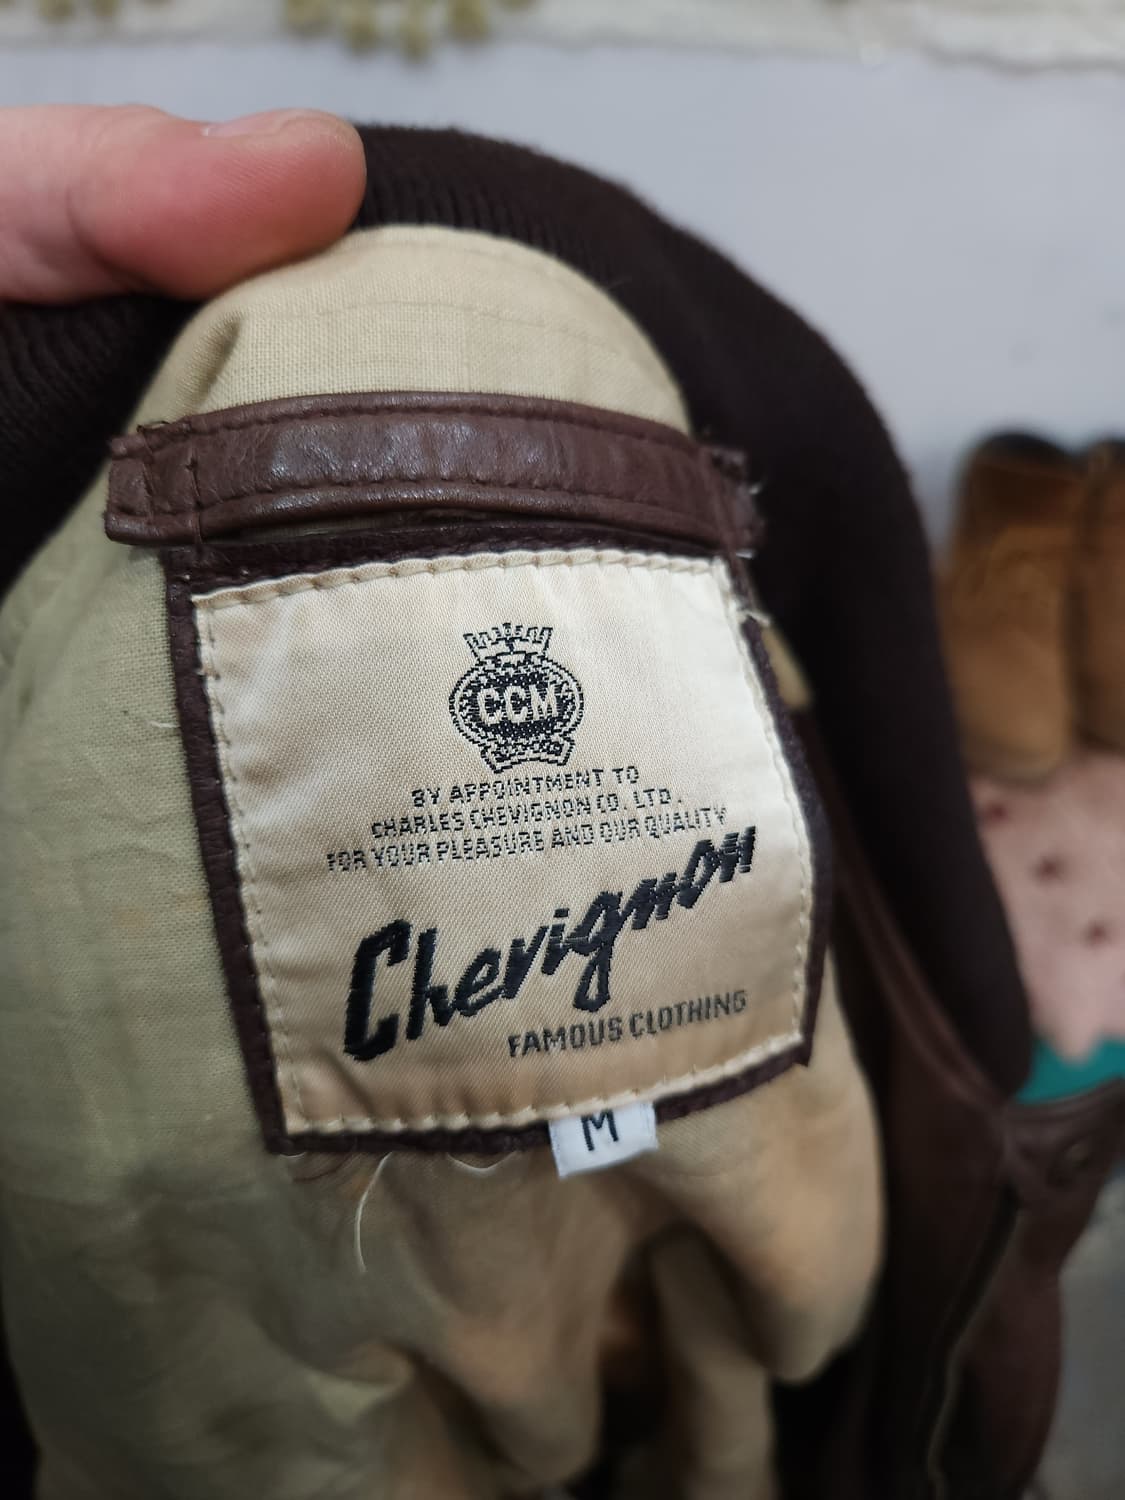 CCM
BY APPOINTMENT TO
CHARLES CHEVIGNON CO. LTD.
FOR YOUR PLEASURE AND OUR QUALITY
Chevignon
FAMOUS CLOTHING
M